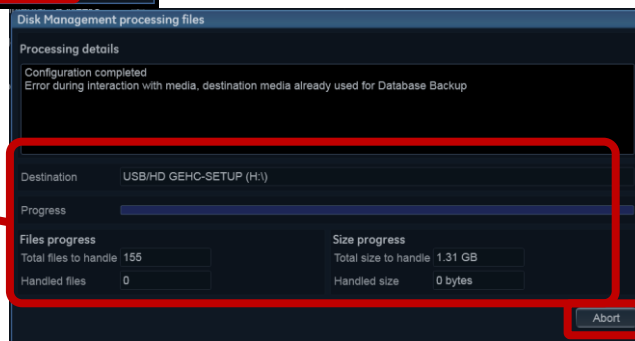 Disk Management processing files
Processing details
Configuration completed
Error during interaction with media, destination media already used for Database Backup
Destination USB/HD GEHC-SETUP (H:\)
Progress
Files progress
Total files to handle 155
Handled files 0
Size progress
Total size to handle 1.31 GB
Handled size 0 bytes
Abort